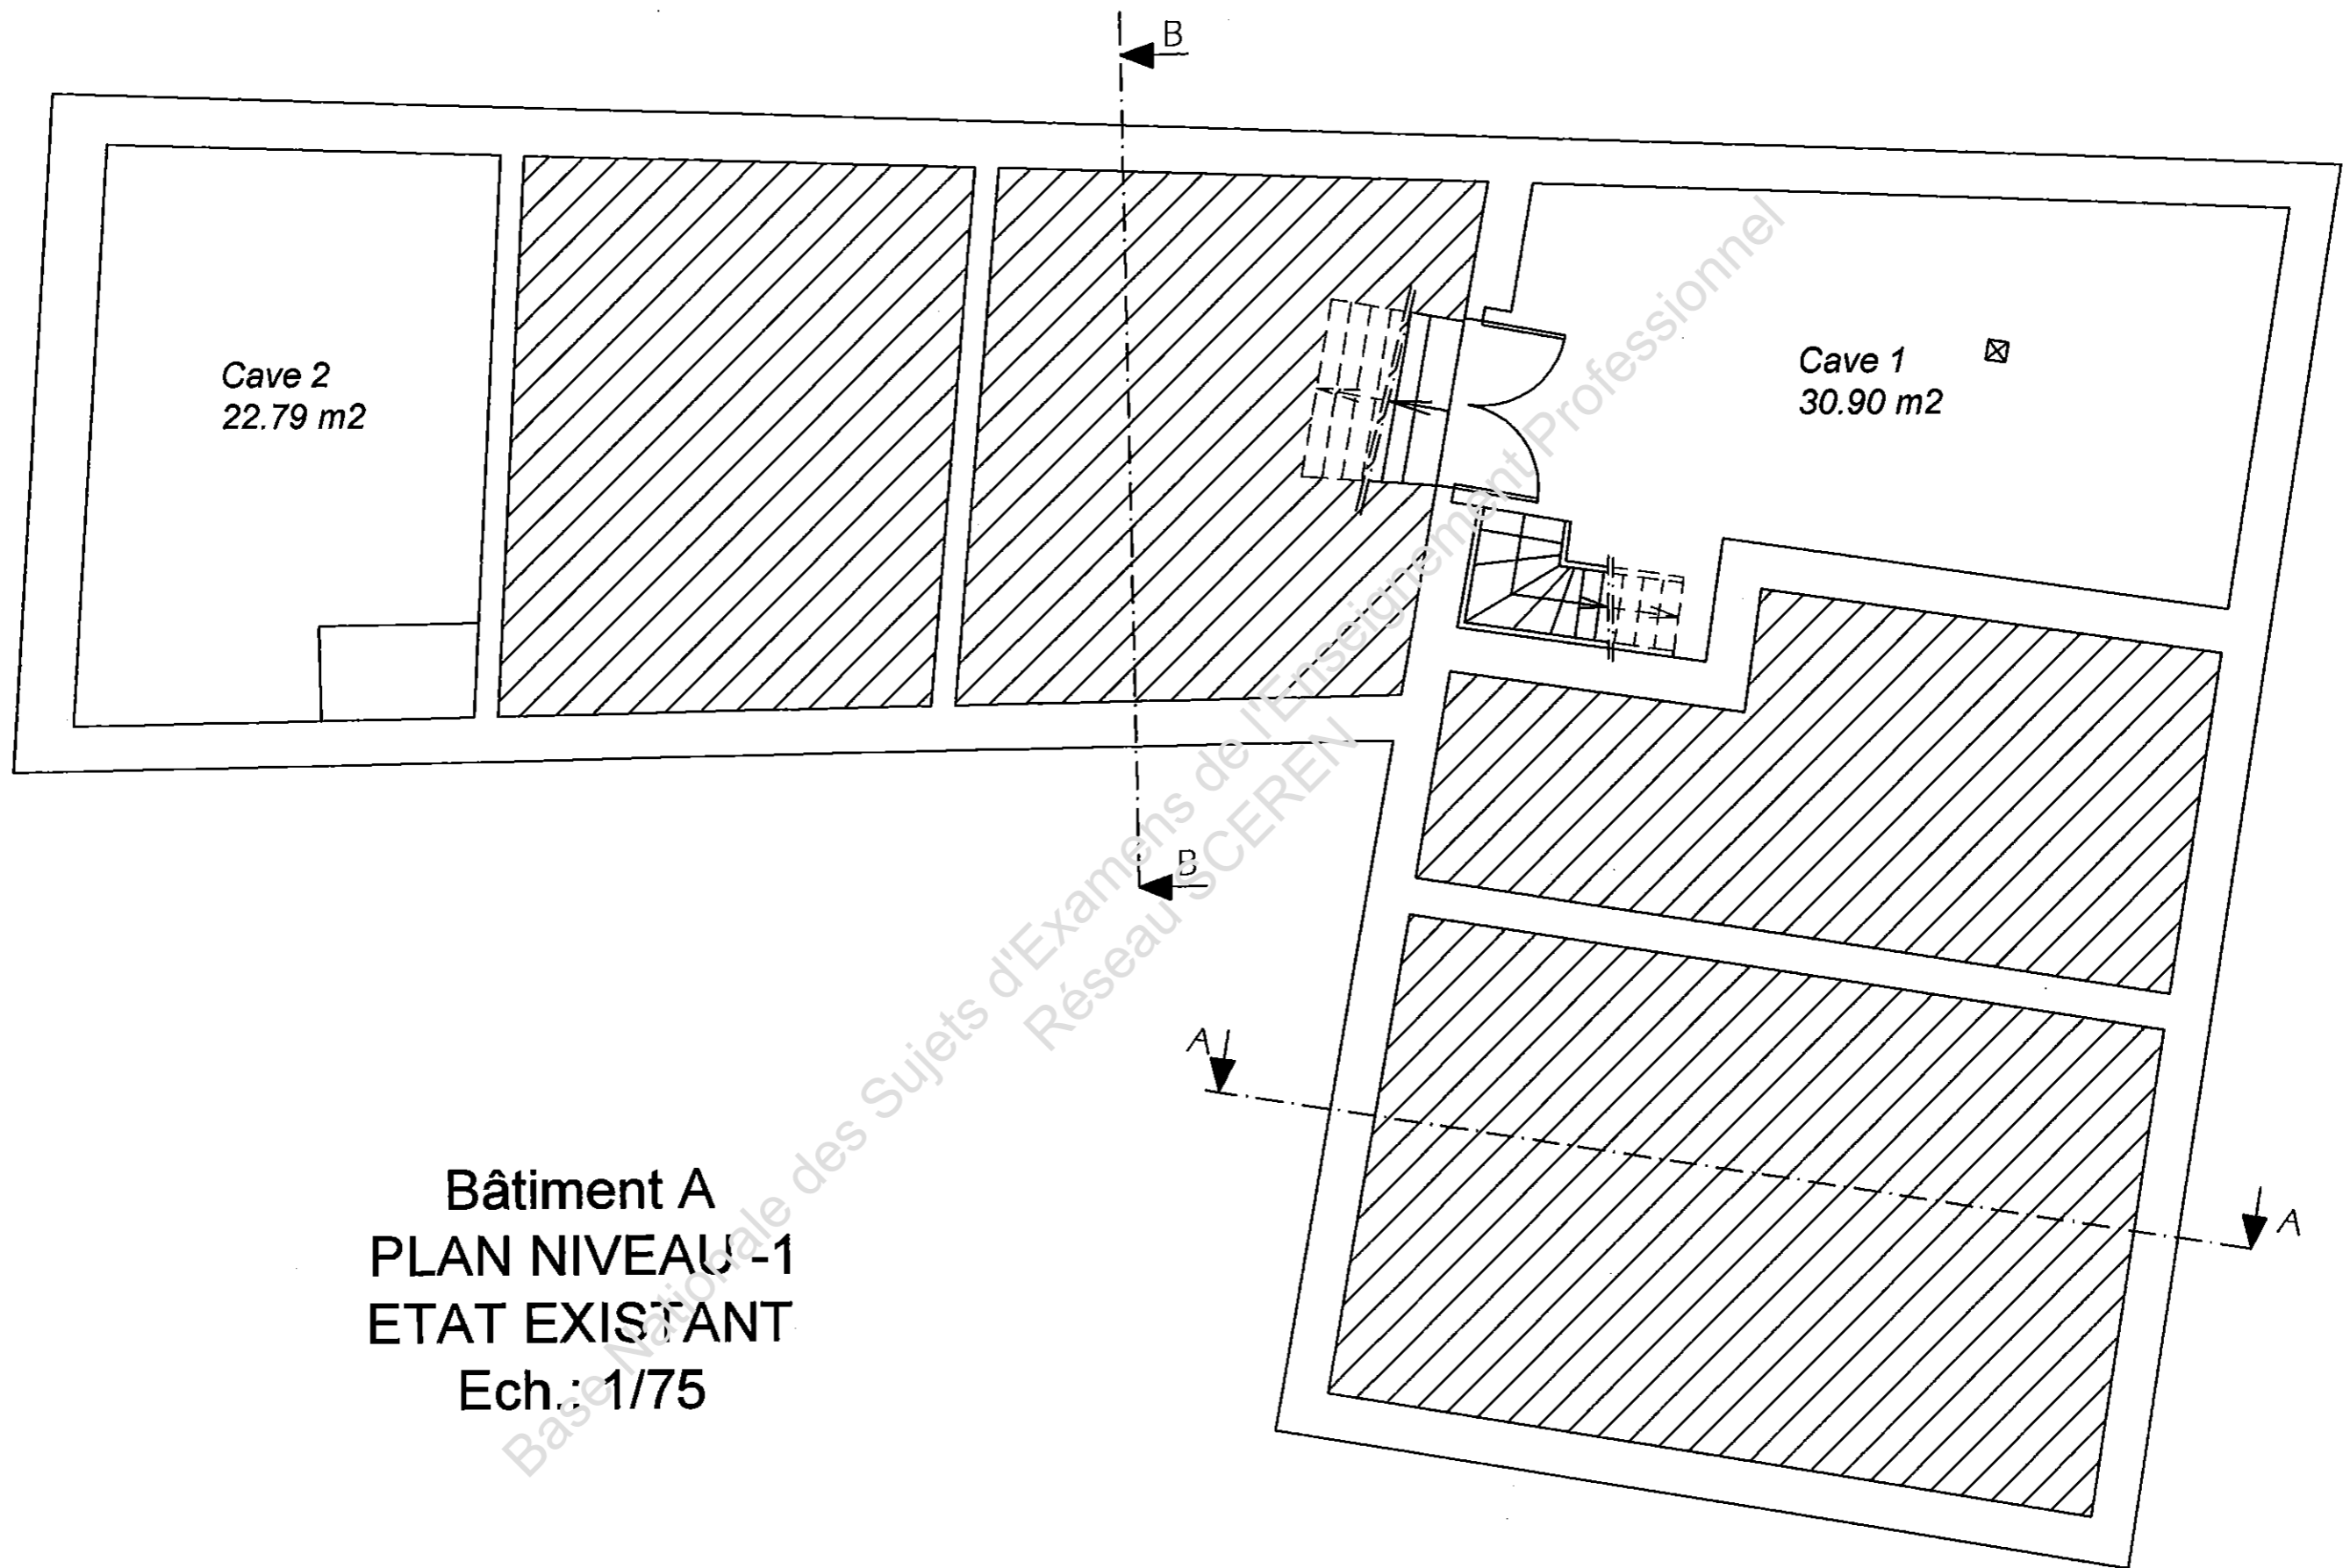 B
Cave 2
22.79 m2
Cave 1
30.90 m2
B
A
A
Bâtiment A
PLAN NIVEAU -1
ETAT EXISTANT
Ech.: 1/75
Base Nationale des Sujets d'Examens de l'Enseignement Professionnel
Réseau SCEREN